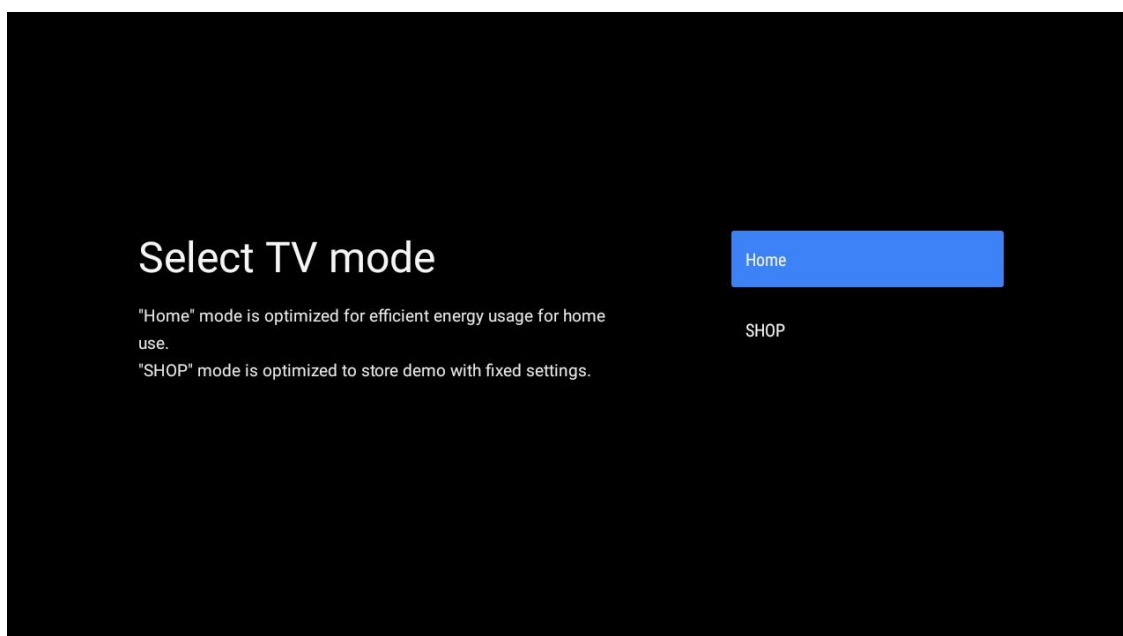 Select TV mode
"Home" mode is optimized for efficient energy usage for home
use.
"SHOP" mode is optimized to store demo with fixed settings.
Home
SHOP